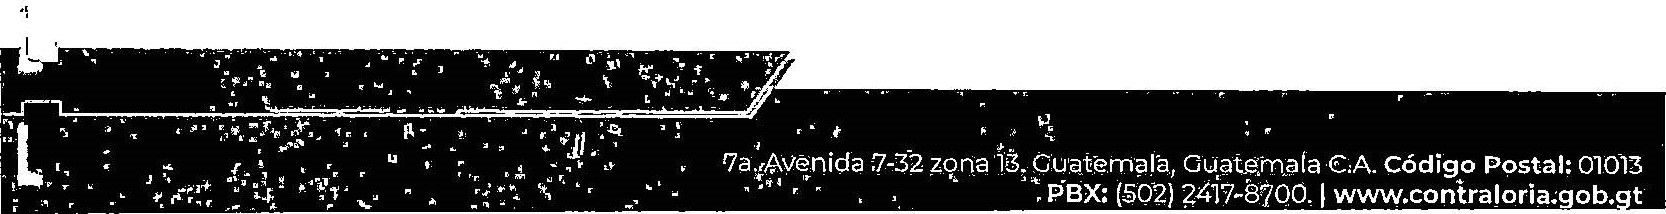 7a. Avenida 7-32 zona 13, Guatemala, Guatemala C.A. Código Postal: 01013
PBX: (502) 2417-8700. | www.contraloria.gob.gt